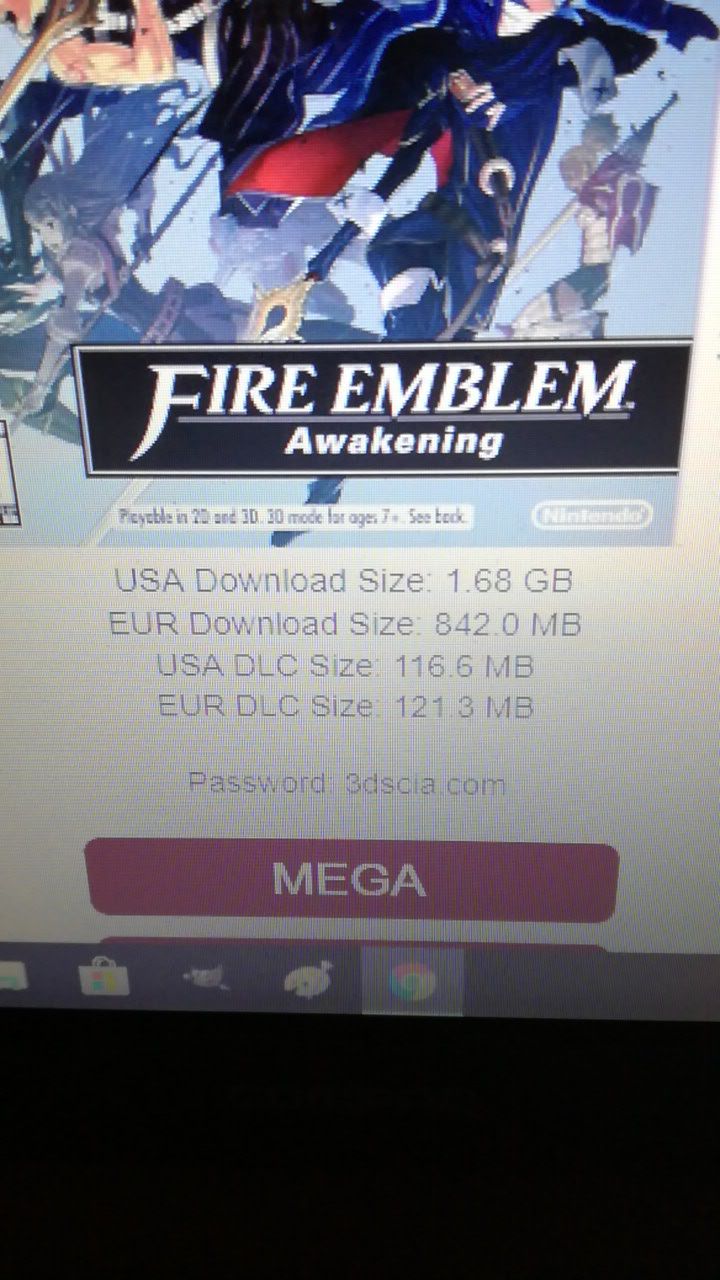 FIRE EMBLEM
Awakening
Playable in 2D and 3D. 3D mode for ages 7+. See back.
Nintendo
USA Download Size: 1.68 GB
EUR Download Size: 842.0 MB
USA DLC Size: 116.6 MB
EUR DLC Size: 121.3 MB
Password: 3dscia.com
MEGA